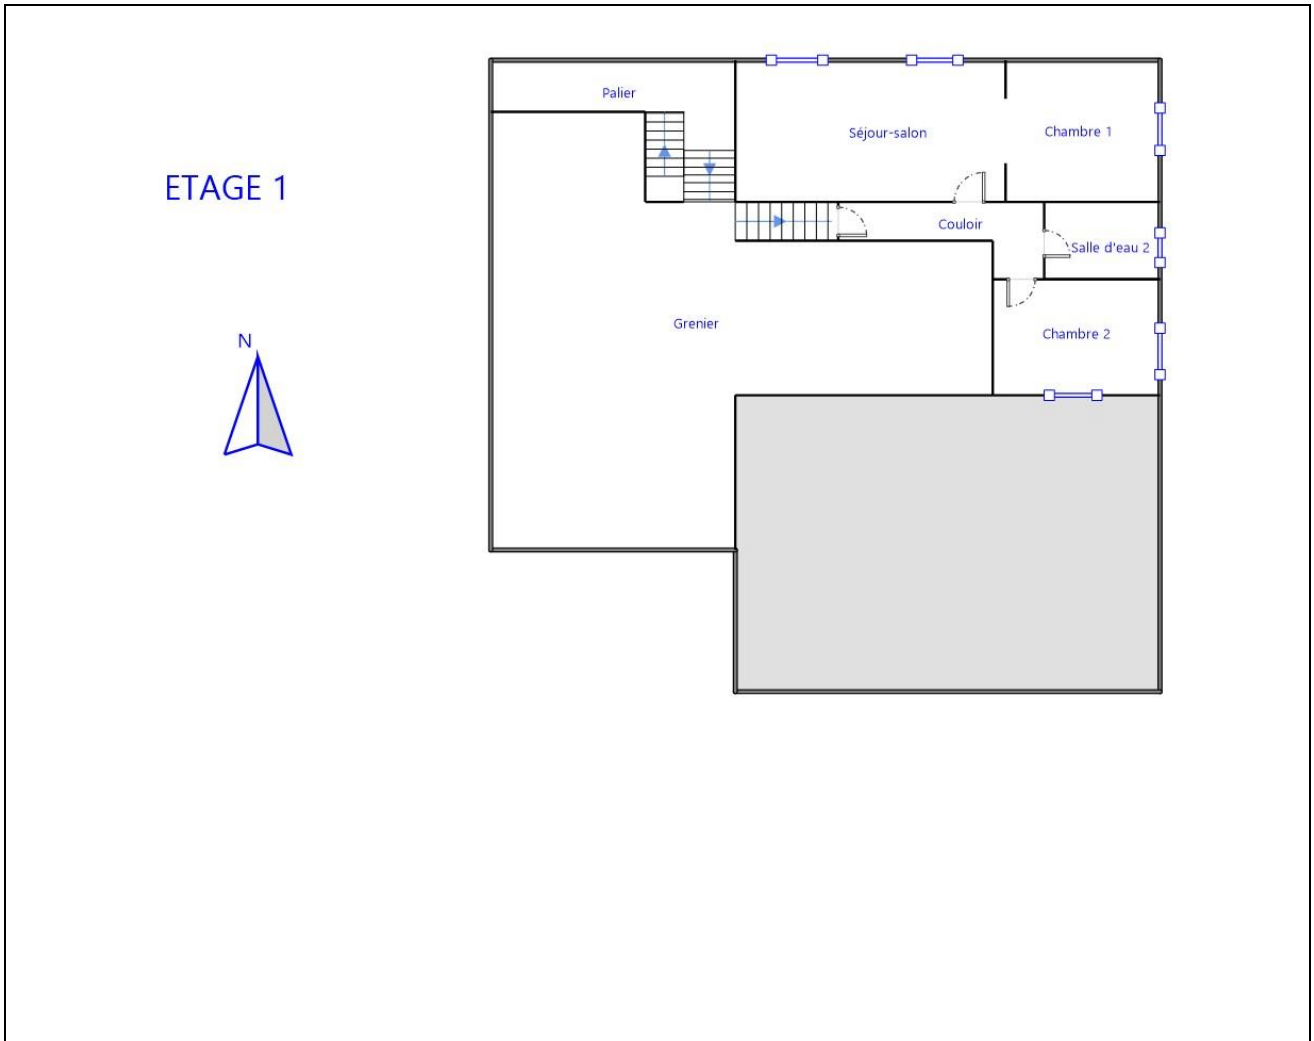 Palier
Séjour-salon
Chambre 1
ETAGE 1
Couloir
Salle d'eau 2
Grenier
Chambre 2
N